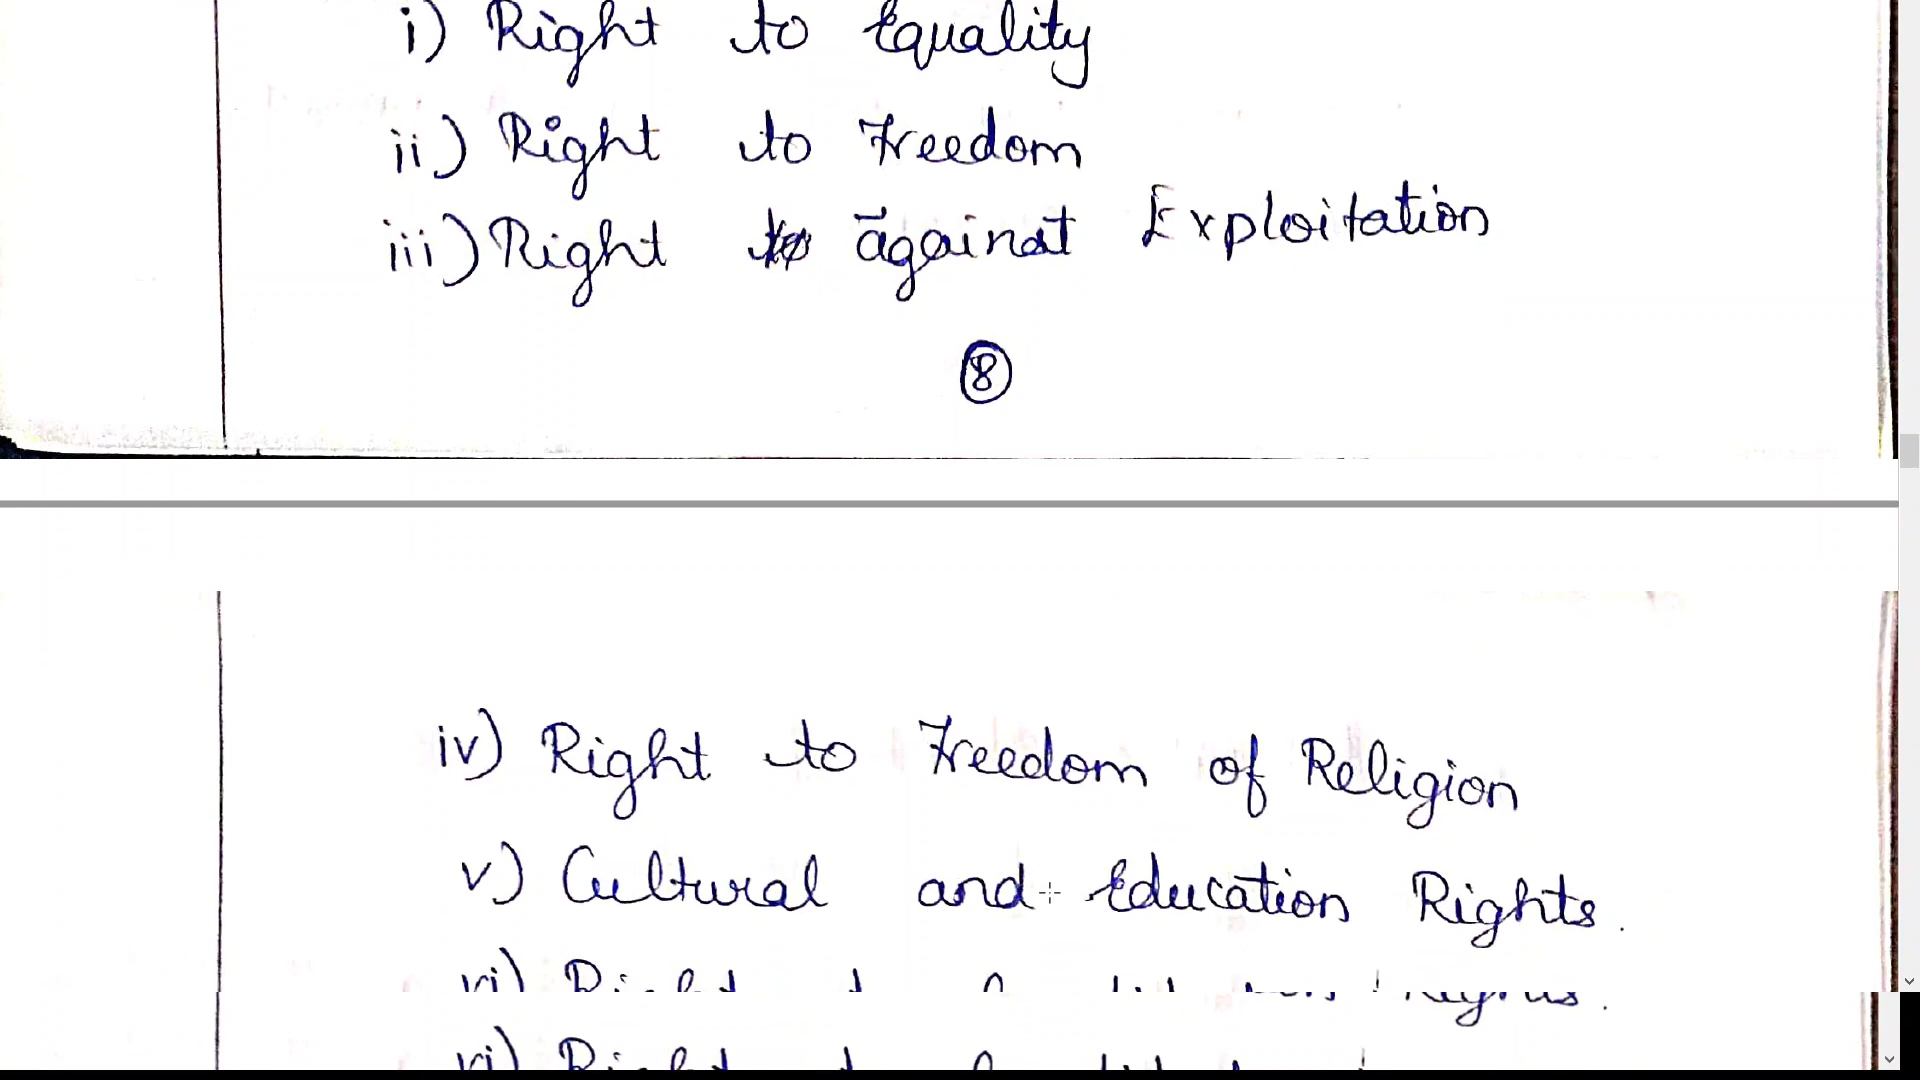 i) Right to Equality
ii) Right to Freedom
iii) Right against Exploitation
8
iv) Right to Freedom of Religion
v) Cultural and Education Rights.